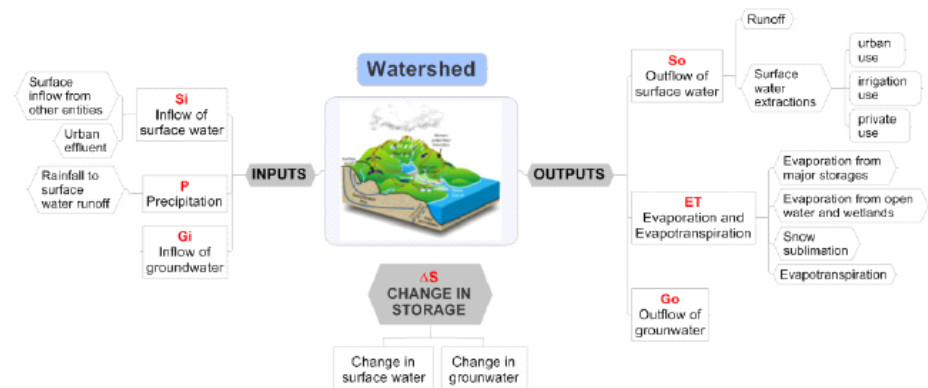 Watershed
INPUTS
Si
Inflow of
surface water
Surface
inflow from
other entities
Urban
effluent
P
Precipitation
Rainfall to
surface
water runoff
Gi
Inflow of
groundwater
OUTPUTS
So
Outflow of
surface water
Runoff
Surface
water
extractions
urban
use
irrigation
use
private
use
ET
Evaporation and
Evapotranspiration
Evaporation from
major storages
Evaporation from open
water and wetlands
Snow
sublimation
Evapotranspiration
Go
Outflow of
grounwater
ΔS
CHANGE IN
STORAGE
Change in
surface water
Change in
grounwater